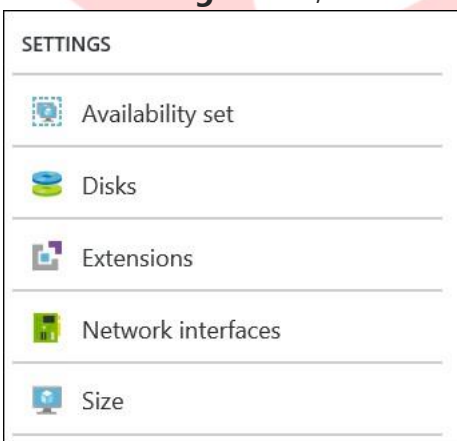 SETTINGS
Availability set
Disks
Extensions
Network interfaces
Size